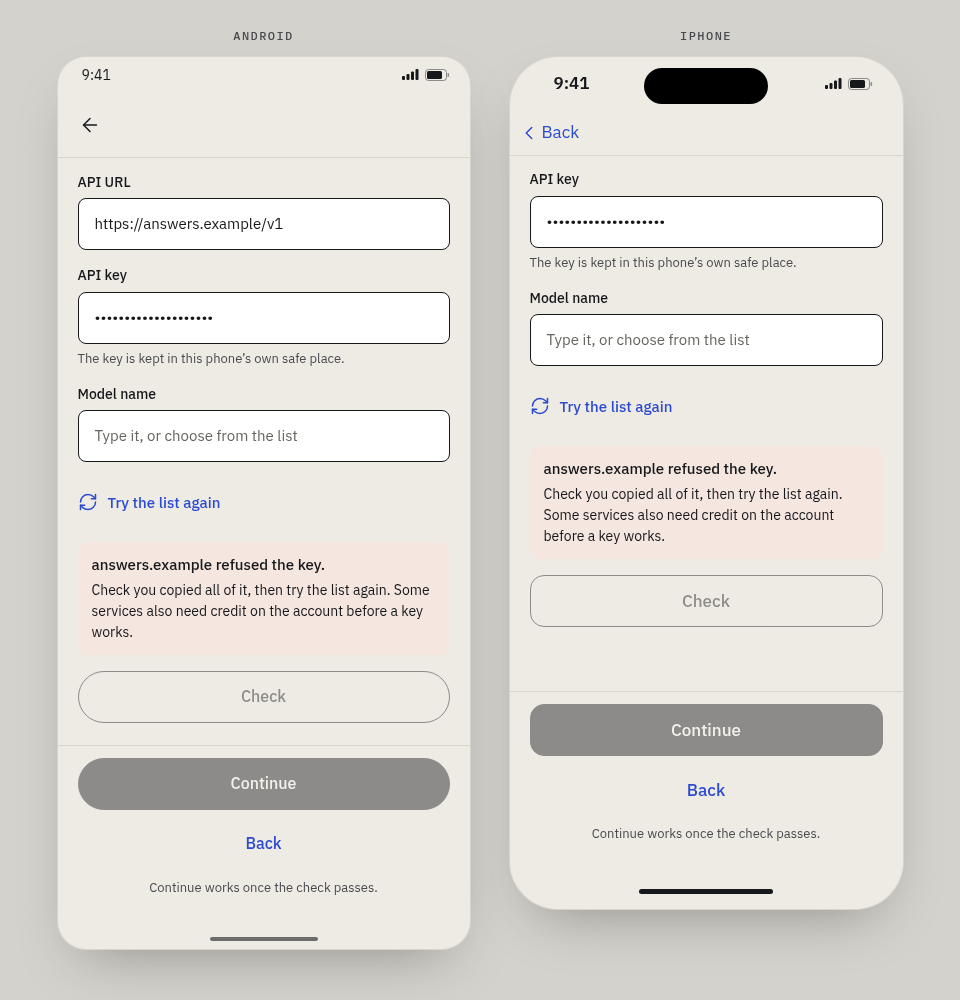 ANDROID
9:41
API URL
https://answers.example/v1
API key
•••••••••••••••••••
The key is kept in this phone’s own safe place.
Model name
Type it, or choose from the list
Try the list again
answers.example refused the key.
Check you copied all of it, then try the list again. Some
services also need credit on the account before a key
works.
Check
Continue
Back
Continue works once the check passes.
IPHONE
9:41
Back
API key
•••••••••••••••••••
The key is kept in this phone’s own safe place.
Model name
Type it, or choose from the list
Try the list again
answers.example refused the key.
Check you copied all of it, then try the list again.
Some services also need credit on the account
before a key works.
Check
Continue
Back
Continue works once the check passes.